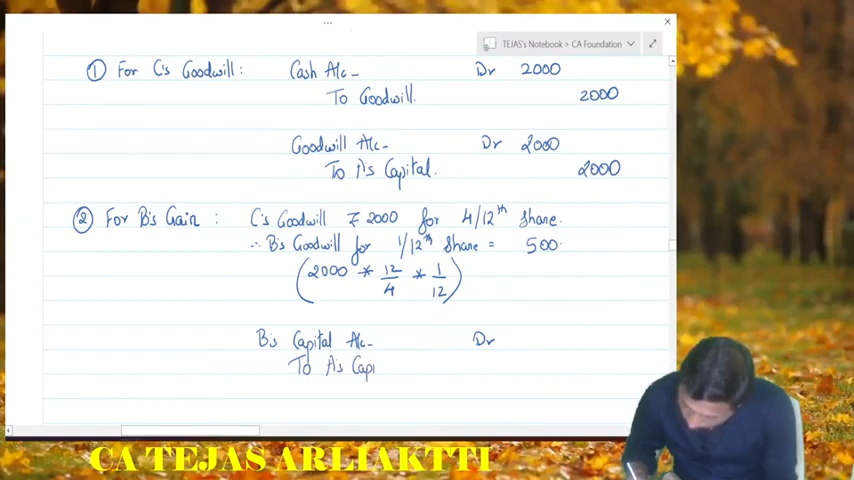 TEJAS's Notebook > CA Foundation
① For C's Goodwill: Cash A/c- Dr 2000
To Goodwill. 2000
Goodwill A/c- Dr 2000
To A's Capital. 2000
② For B's Gain: C's Goodwill ₹2000 for 4/12th share.
∴ B's Goodwill for 1/12th share = 500.
(2000 * 12/4 * 1/12)
B's Capital A/c- Dr
To A's Capi
CA TEJAS ARLIAKTTI